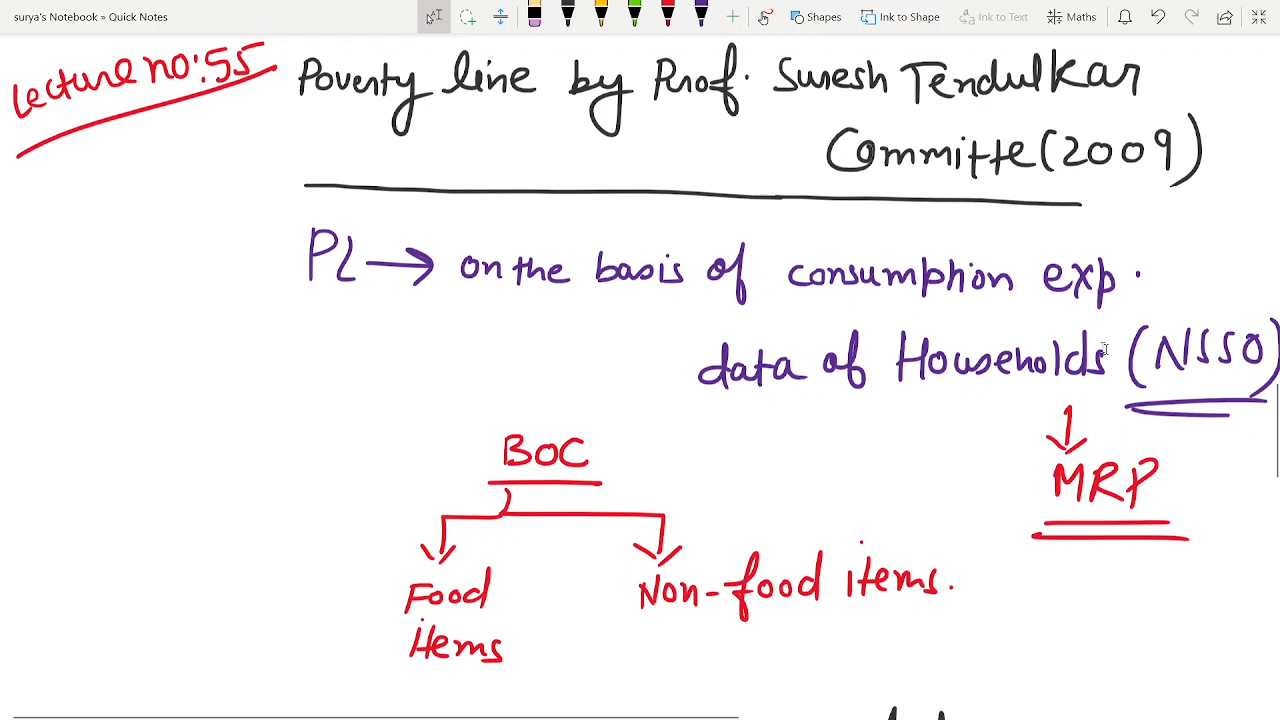 surya's Notebook » Quick Notes
Shapes Ink to Shape Ink to Text Maths
Lecture no:55
Poverty line by Prof. Suresh Tendulkar
Committe (2009)
PL → on the basis of consumption exp.
data of Households (NSSO)
↓
MRP
BOC
Food
items
Non-food items.